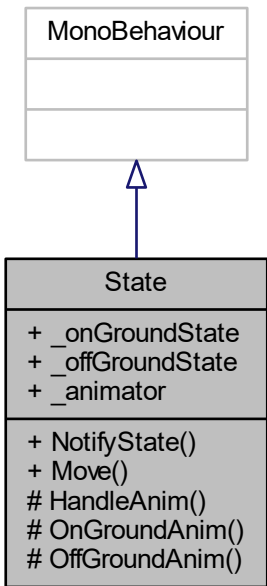 MonoBehaviour
State
+ _onGroundState
+ _offGroundState
+ _animator
+ NotifyState()
+ Move()
# HandleAnim()
# OnGroundAnim()
# OffGroundAnim()